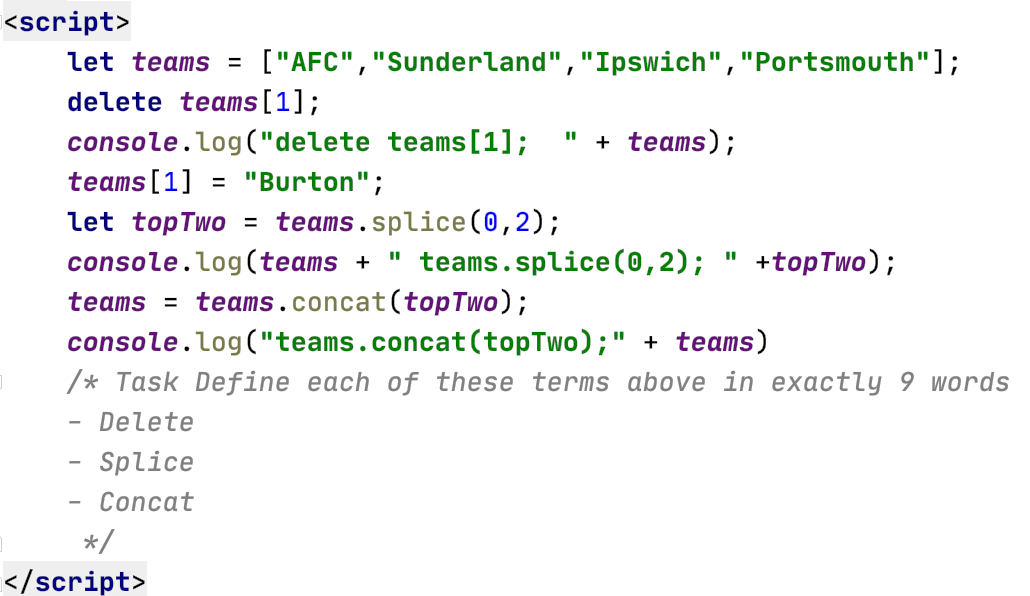 <script>
let teams = ["AFC","Sunderland","Ipswich","Portsmouth"];
delete teams[1];
console.log("delete teams[1];  " + teams);
teams[1] = "Burton";
let topTwo = teams.splice(0,2);
console.log(teams + " teams.splice(0,2); " +topTwo);
teams = teams.concat(topTwo);
console.log("teams.concat(topTwo);" + teams)
/* Task Define each of these terms above in exactly 9 words
- Delete
- Splice
- Concat
*/
</script>